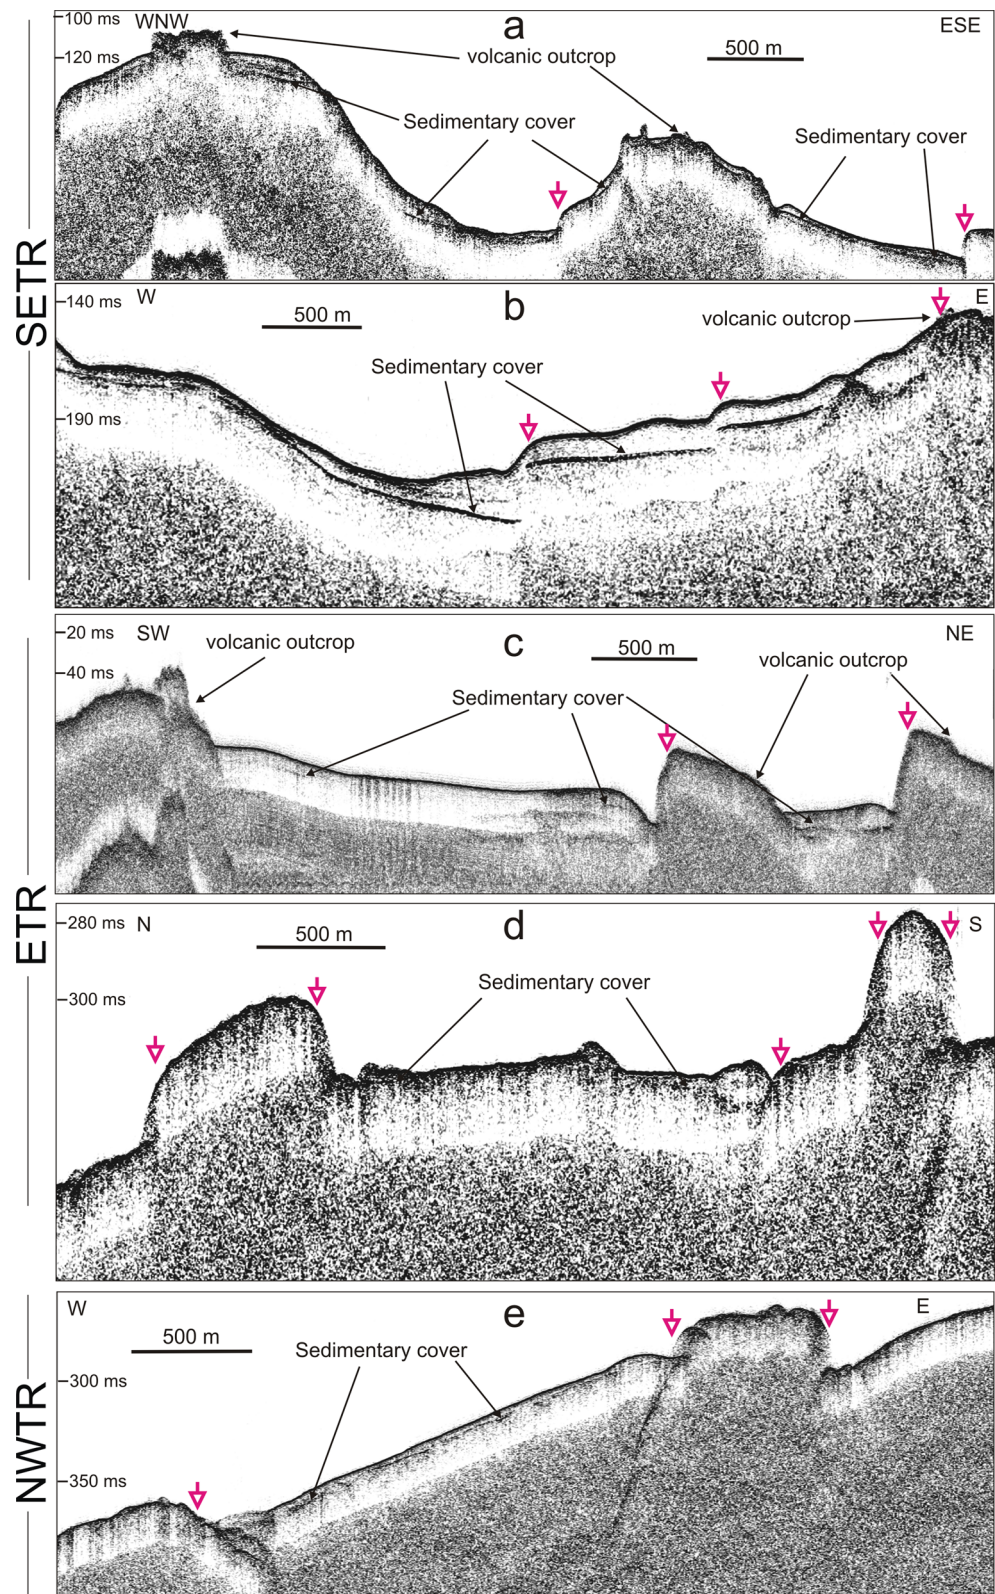 SETR
100 ms
WNW
a
ESE
120 ms
volcanic outcrop
500 m
Sedimentary cover
Sedimentary cover
140 ms
W
b
E
500 m
volcanic outcrop
Sedimentary cover
190 ms
ETR
20 ms
SW
c
NE
volcanic outcrop
500 m
40 ms
volcanic outcrop
Sedimentary cover
280 ms
N
d
S
500 m
300 ms
Sedimentary cover
NWTR
W
e
E
500 m
Sedimentary cover
300 ms
350 ms